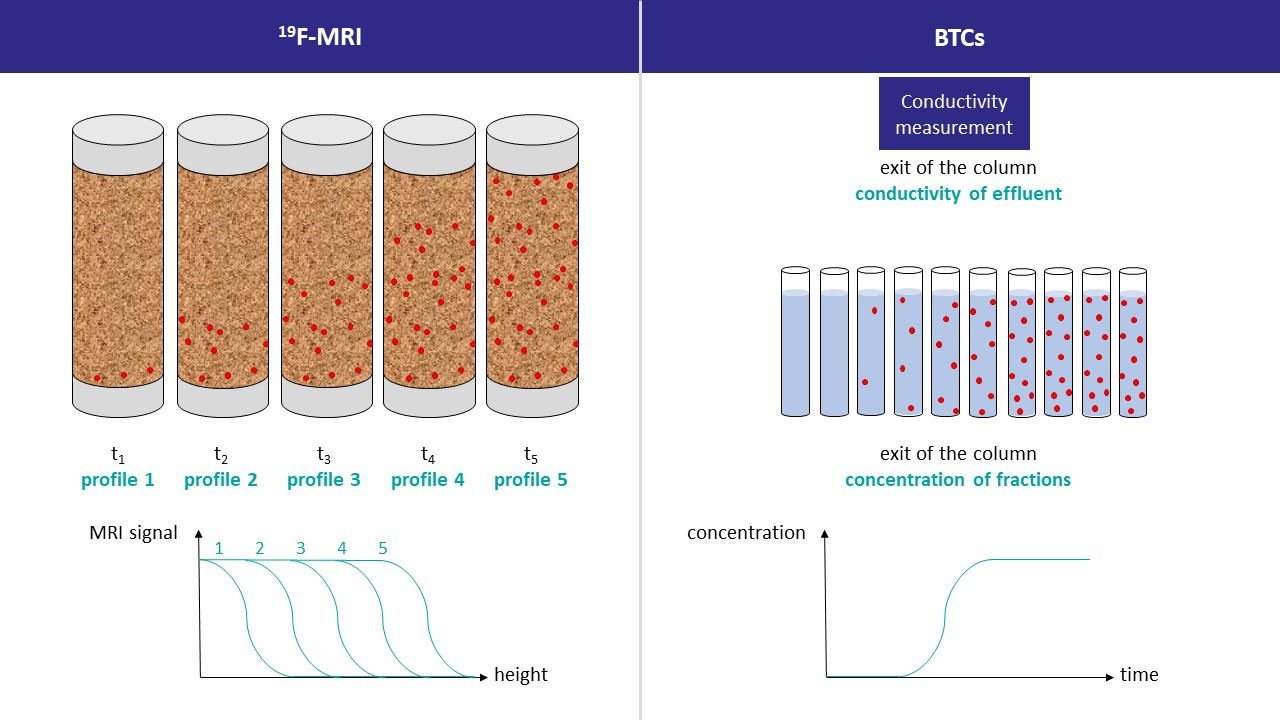 ¹⁹F-MRI
t₁
profile 1
t₂
profile 2
t₃
profile 3
t₄
profile 4
t₅
profile 5
MRI signal
1 2 3 4 5
height
BTCs
Conductivity
measurement
exit of the column
conductivity of effluent
exit of the column
concentration of fractions
concentration
time